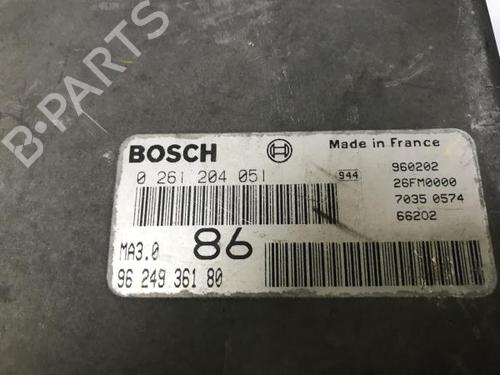 B-PARTS
BOSCH
Made in France
0 261 204 051
944
960202
26FM0000
7035 0574
66202
MA3.0
86
96 249 361 80